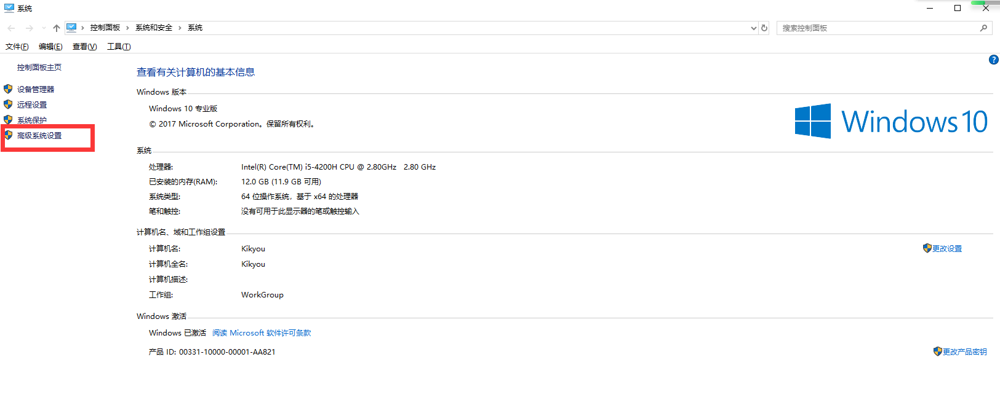 系统
控制面板 › 系统和安全 › 系统
搜索控制面板
文件(F) 编辑(E) 查看(V) 工具(T)
控制面板主页
设备管理器
远程设置
系统保护
高级系统设置
?
查看有关计算机的基本信息
Windows 版本
Windows 10 专业版
© 2017 Microsoft Corporation。保留所有权利。
Windows 10
系统
处理器: Intel(R) Core(TM) i5-4200H CPU @ 2.80GHz 2.80 GHz
已安装的内存(RAM): 12.0 GB (11.9 GB 可用)
系统类型: 64 位操作系统，基于 x64 的处理器
笔和触控: 没有可用于此显示器的笔或触控输入
计算机名、域和工作组设置
计算机名: Kikyou
更改设置
计算机全名: Kikyou
计算机描述:
工作组: WorkGroup
Windows 激活
Windows 已激活 阅读 Microsoft 软件许可条款
产品 ID: 00331-10000-00001-AA821
更改产品密钥